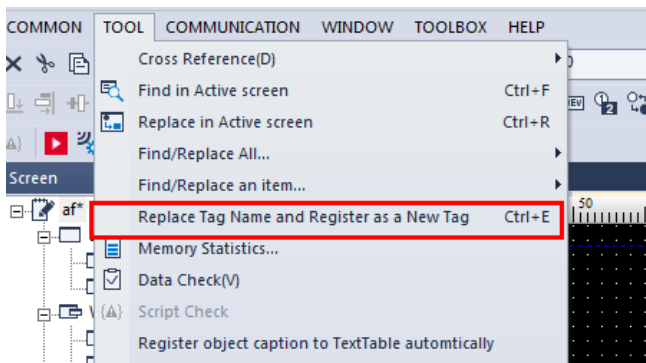 COMMON TOOL COMMUNICATION WINDOW TOOLBOX HELP
Cross Reference(D)
Find in Active screen Ctrl+F
Replace in Active screen Ctrl+R
Find/Replace All...
Screen
Find/Replace an item...
af*
Replace Tag Name and Register as a New Tag Ctrl+E
50
Memory Statistics...
Data Check(V)
{A} Script Check
Register object caption to TextTable automtically